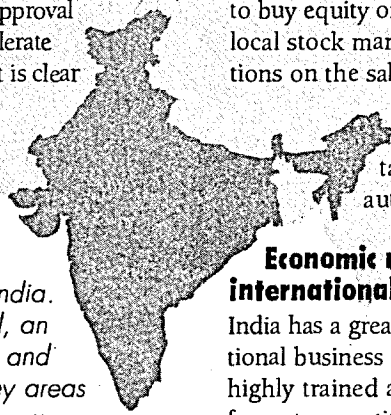 pproval
lerate
t is clear
ndia.
l, an
and
ey areas
to buy equity o
local stock mar
tions on the sal
ta
au
Economic r
international
India has a grea
tional business
highly trained a